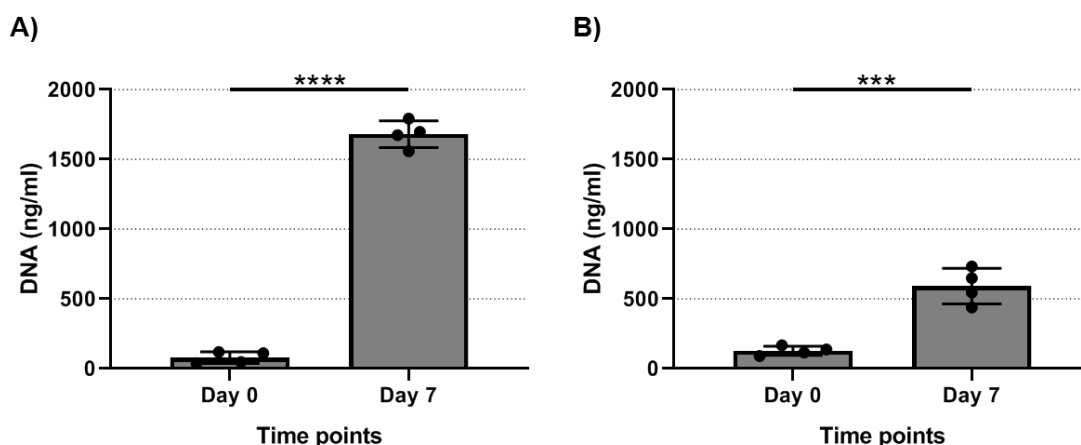 A)
****
2000
1500
1000
500
0
DNA (ng/ml)
Day 0
Day 7
Time points
B)
***
2000
1500
1000
500
0
DNA (ng/ml)
Day 0
Day 7
Time points